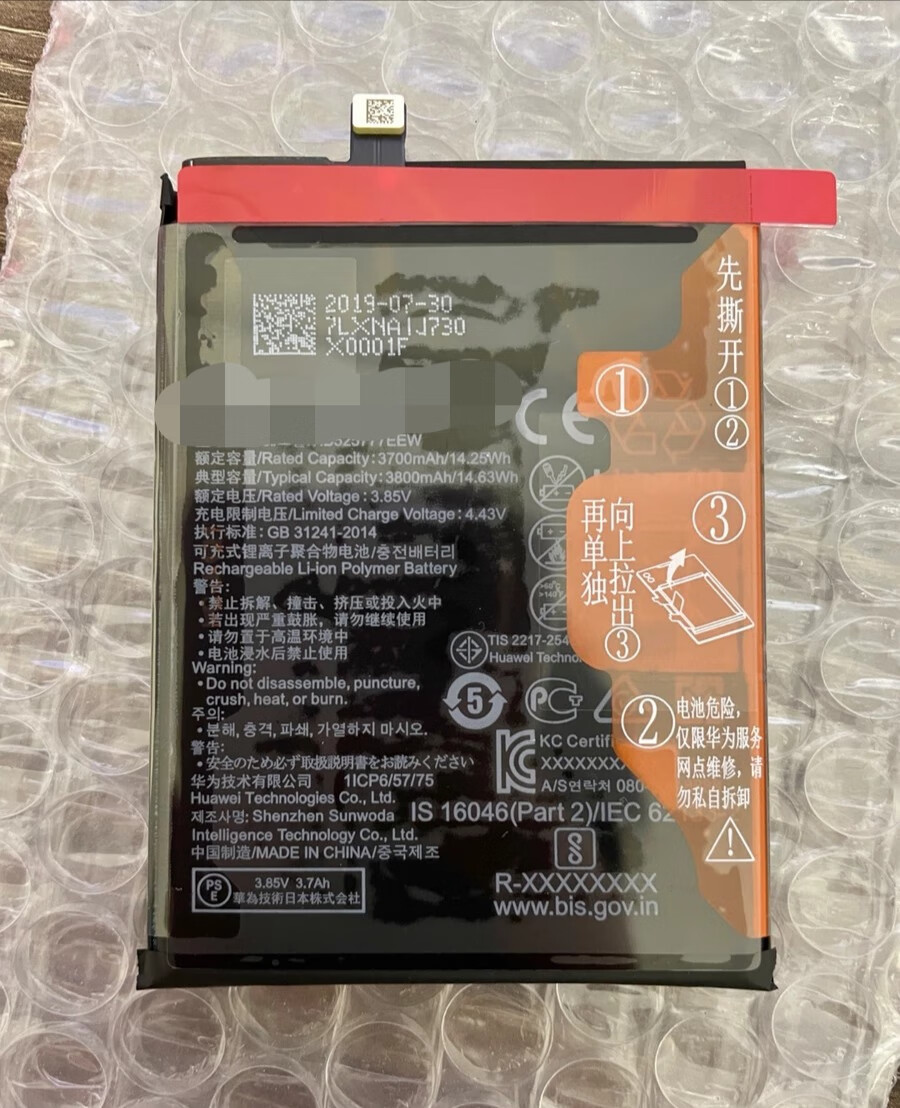 2019-07-30
7LXNA1J730
X0001F
额定容量/Rated Capacity:3700mAh/14.25Wh
典型容量/Typical Capacity:3800mAh/14.63Wh
额定电压/Rated Voltage:3.85V
充电限制电压/Limited Charge Voltage:4.43V
执行标准:GB 31241-2014
可充式锂离子聚合物电池/충전배터리
Rechargeable Li-ion Polymer Battery
警告:
•禁止拆解、撞击、挤压或投入火中
•若出现严重鼓胀，请勿继续使用
•请勿置于高温环境中
•电池浸水后禁止使用
Warning:
•Do not disassemble, puncture,
crush, heat, or burn.
주의:
•분해, 충격, 파쇄, 가열하지 마시오.
警告:
•安全のため必ず取扱説明書をお読みください
华为技术有限公司 1ICP6/57/75
Huawei Technologies Co., Ltd.
제조사명: Shenzhen Sunwoda
Intelligence Technology Co., Ltd.
中国制造/MADE IN CHINA/중국제조
PS
E
3.85V 3.7Ah
華為技術日本株式会社
CE
TIS 2217-254
Huawei Techno
5
PCT
KC Certifi
XXXXXXXX
A/S연락처 080
IS 16046(Part 2)/IEC 62
R-XXXXXXXX
www.bis.gov.in
先撕开①②
①
③
向上拉出③
再单独
②
电池危险，
仅限华为服务
网点维修，请
勿私自拆卸